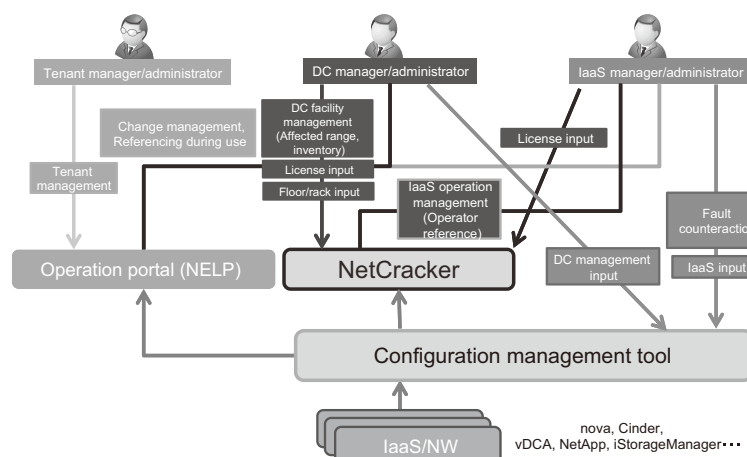 Tenant manager/administrator
DC manager/administrator
IaaS manager/administrator
Change management,
Referencing during use
DC facility
management
(Affected range,
inventory)
License input
License input
Tenant
management
Floor/rack input
IaaS operation
management
(Operator
reference)
Fault
counteraction
Operation portal (NELP)
NetCracker
DC management
input
IaaS input
Configuration management tool
IaaS/NW
nova, Cinder,
vDCA, NetApp, iStorageManager····